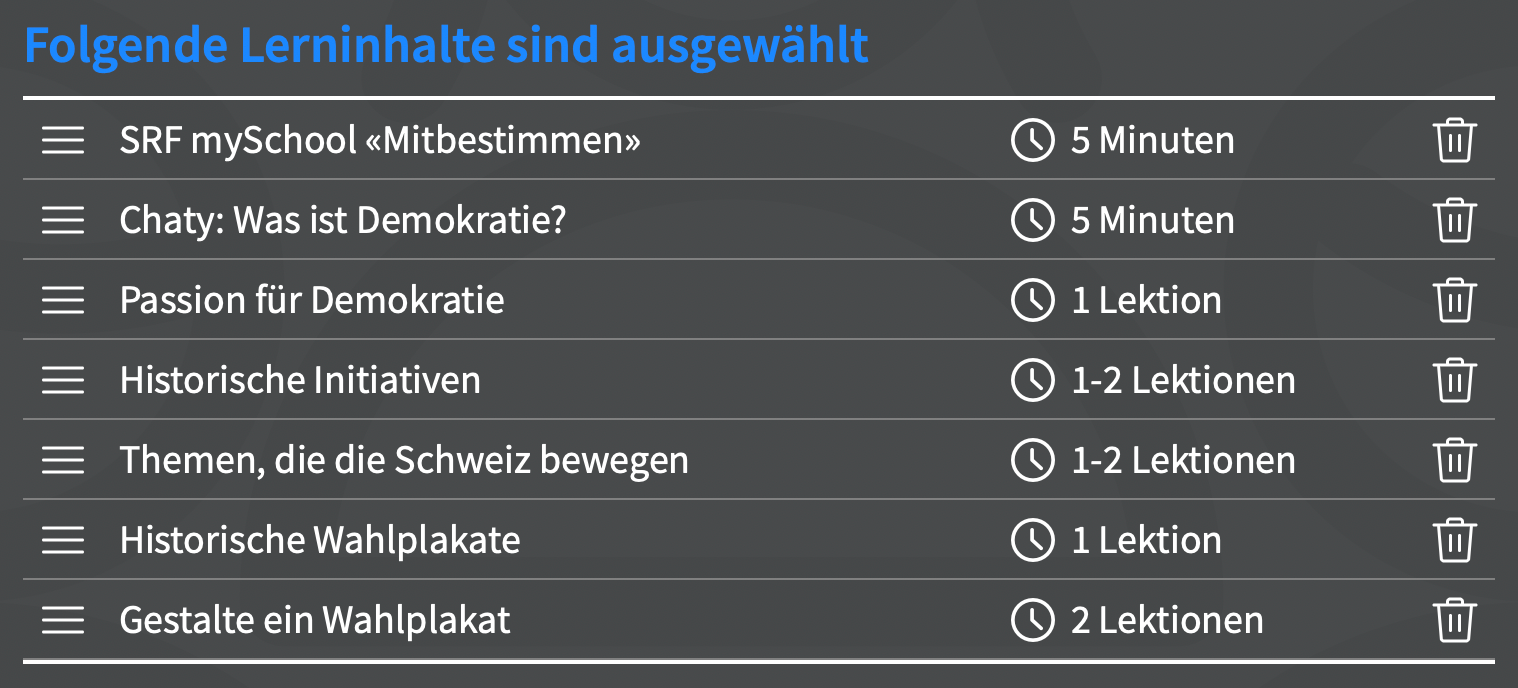 Folgende Lerninhalte sind ausgewählt
SRF mySchool «Mitbestimmen» 5 Minuten
Chaty: Was ist Demokratie? 5 Minuten
Passion für Demokratie 1 Lektion
Historische Initiativen 1-2 Lektionen
Themen, die die Schweiz bewegen 1-2 Lektionen
Historische Wahlplakate 1 Lektion
Gestalte ein Wahlplakat 2 Lektionen